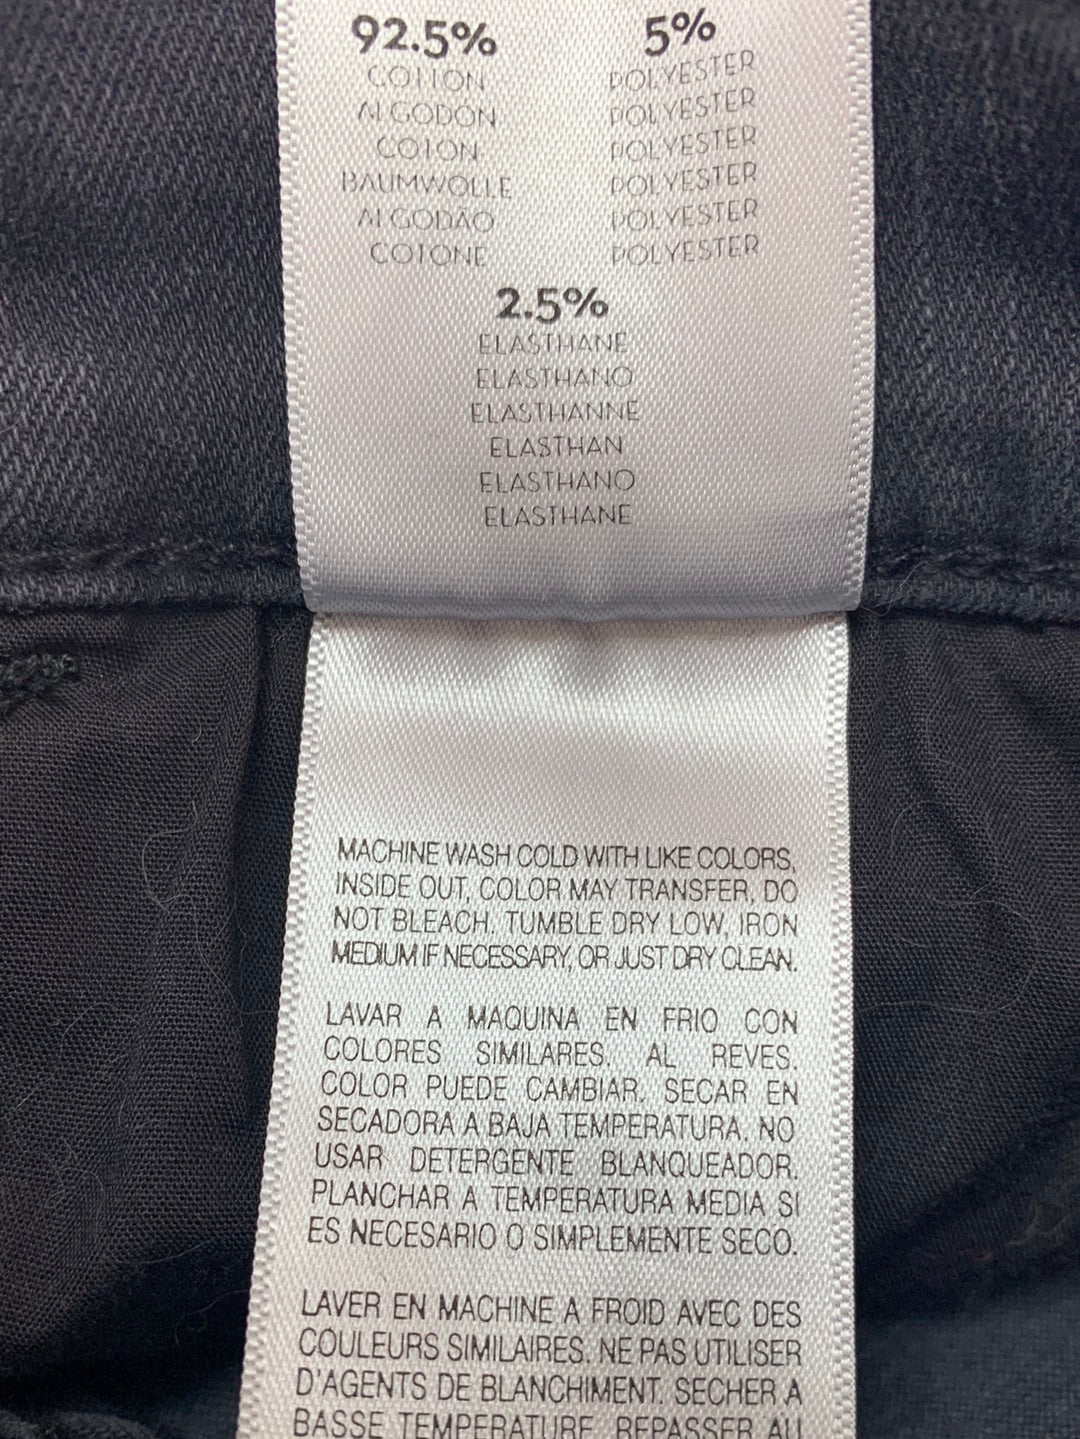 92.5% 5%
COTTON POLYESTER
ALGODÓN POLYESTER
COTON POLYESTER
BAUMWOLLE POLYESTER
ALGODÃO POLYESTER
COTONE POLYESTER
2.5%
ELASTHANE
ELASTHANO
ELASTHANNE
ELASTHAN
ELASTHANO
ELASTHANE
MACHINE WASH COLD WITH LIKE COLORS,
INSIDE OUT, COLOR MAY TRANSFER, DO
NOT BLEACH, TUMBLE DRY LOW, IRON
MEDIUM IF NECESSARY, OR JUST DRY CLEAN.
LAVAR A MAQUINA EN FRIO CON
COLORES SIMILARES. AL REVES.
COLOR PUEDE CAMBIAR. SECAR EN
SECADORA A BAJA TEMPERATURA. NO
USAR DETERGENTE BLANQUEADOR.
PLANCHAR A TEMPERATURA MEDIA SI
ES NECESARIO O SIMPLEMENTE SECO.
LAVER EN MACHINE A FROID AVEC DES
COULEURS SIMILAIRES. NE PAS UTILISER
D'AGENTS DE BLANCHIMENT. SECHER A
BASSE TEMPERATURE. REPASSER AU